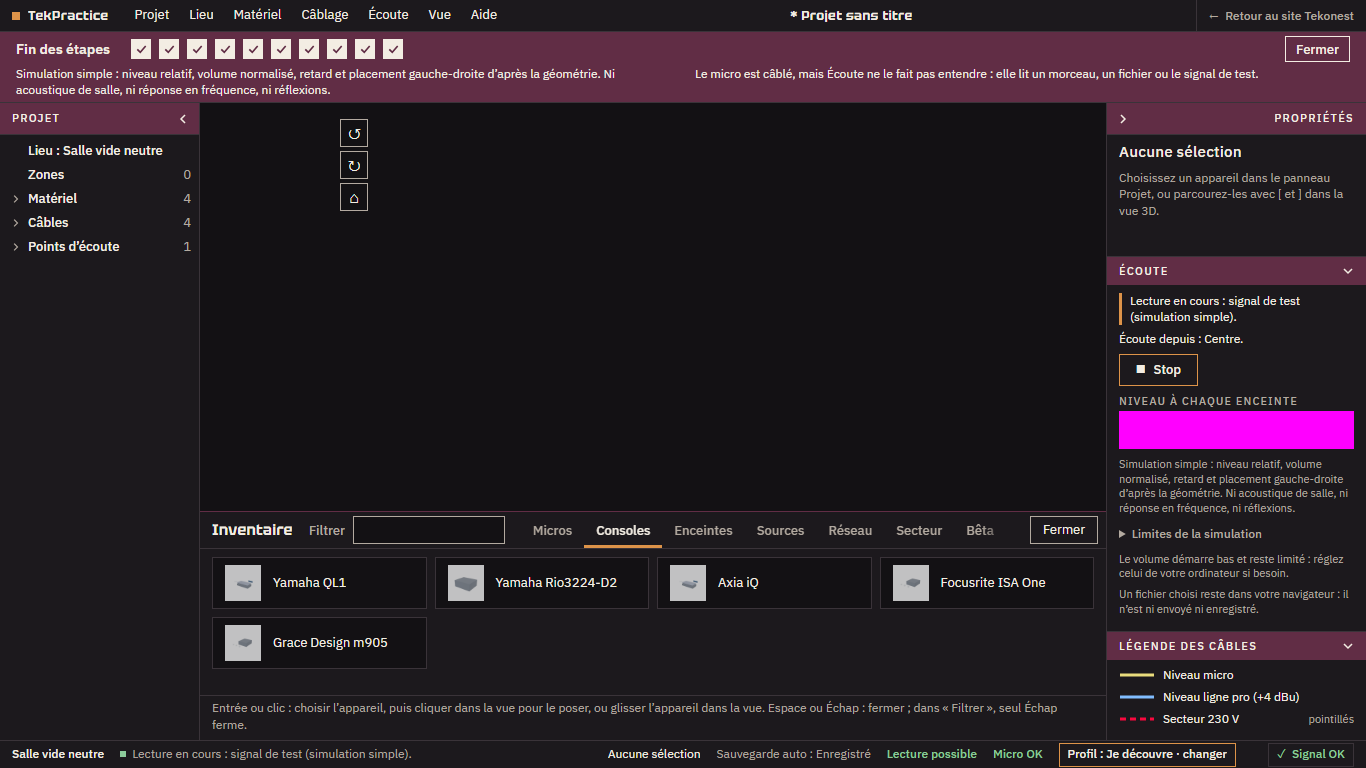 TekPractice Projet Lieu Matériel Câblage Écoute Vue Aide * Projet sans titre ← Retour au site Tekonest
Fin des étapes Fermer
Simulation simple : niveau relatif, volume normalisé, retard et placement gauche-droite d’après la géométrie. Ni
acoustique de salle, ni réponse en fréquence, ni réflexions.
Le micro est câblé, mais Écoute ne le fait pas entendre : elle lit un morceau, un fichier ou le signal de test.
PROJET
Lieu : Salle vide neutre
Zones 0
Matériel 4
Câbles 4
Points d’écoute 1
PROPRIÉTÉS
Aucune sélection
Choisissez un appareil dans le panneau
Projet, ou parcourez-les avec [ et ] dans la
vue 3D.
ÉCOUTE
Lecture en cours : signal de test
(simulation simple).
Écoute depuis : Centre.
Stop
NIVEAU À CHAQUE ENCEINTE
Simulation simple : niveau relatif, volume
normalisé, retard et placement gauche-droite
d’après la géométrie. Ni acoustique de salle, ni
réponse en fréquence, ni réflexions.
Limites de la simulation
Le volume démarre bas et reste limité : réglez
celui de votre ordinateur si besoin.
Un fichier choisi reste dans votre navigateur : il
n’est ni envoyé ni enregistré.
LÉGENDE DES CÂBLES
Niveau micro
Niveau ligne pro (+4 dBu)
Secteur 230 V pointillés
Inventaire Filtrer Micros Consoles Enceintes Sources Réseau Secteur Bêta Fermer
Yamaha QL1 Yamaha Rio3224-D2 Axia iQ Focusrite ISA One
Grace Design m905
Entrée ou clic : choisir l’appareil, puis cliquer dans la vue pour le poser, ou glisser l’appareil dans la vue. Espace ou Échap : fermer ; dans « Filtrer », seul Échap
ferme.
Salle vide neutre Lecture en cours : signal de test (simulation simple). Aucune sélection Sauvegarde auto : Enregistré Lecture possible Micro OK Profil : Je découvre · changer ✓ Signal OK